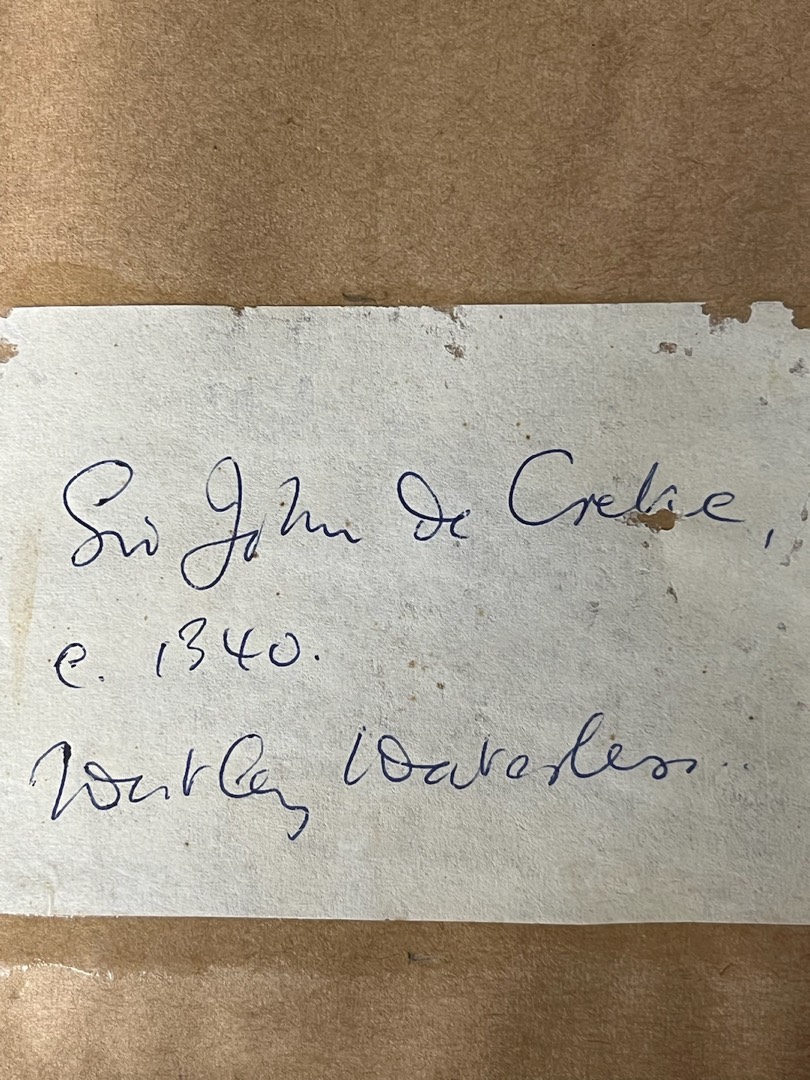 Sir John de Creke,
c. 1340.
Westley Waterless.